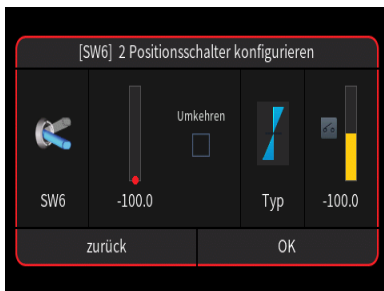 [SW6] 2 Positionsschalter konfigurieren
Umkehren
SW6 -100.0 Typ -100.0
zurück OK